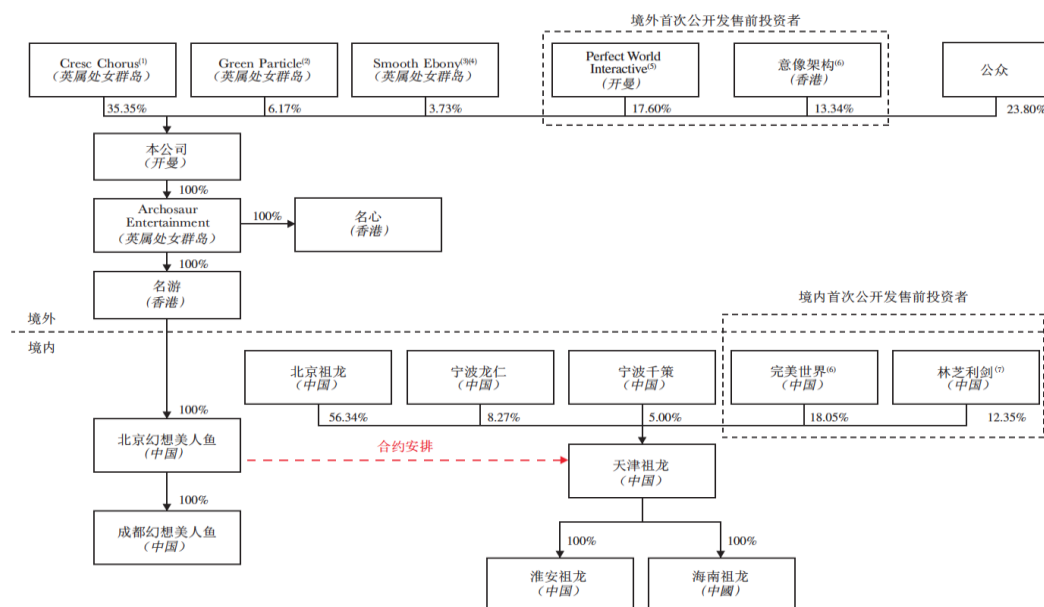 境外首次公开发售前投资者
Cresc Chorus(1)
(英属处女群岛)
Green Particle(2)
(英属处女群岛)
Smooth Ebony(3)(4)
(英属处女群岛)
Perfect World
Interactive(5)
(开曼)
意像架构(6)
(香港)
公众
35.35%
6.17%
3.73%
17.60%
13.34%
23.80%
本公司
(开曼)
100%
Archosaur
Entertainment
(英属处女群岛)
100%
名心
(香港)
100%
名游
(香港)
境内首次公开发售前投资者
境外
境内
北京祖龙
(中国)
宁波龙仁
(中国)
宁波千策
(中国)
完美世界(6)
(中国)
林芝利剑(7)
(中国)
100%
56.34%
8.27%
5.00%
18.05%
12.35%
北京幻想美人鱼
(中国)
合约安排
天津祖龙
(中国)
100%
成都幻想美人鱼
(中国)
100%
100%
淮安祖龙
(中国)
海南祖龙
(中國)